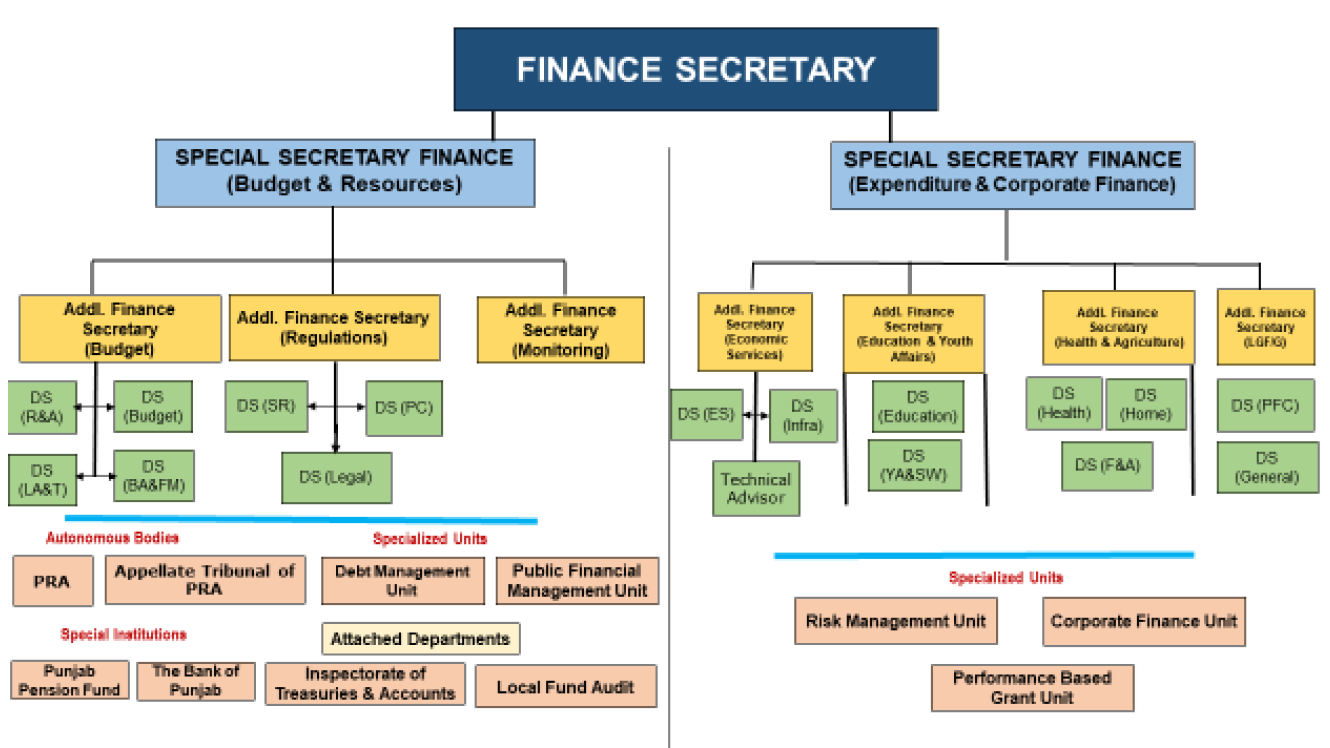 FINANCE SECRETARY
SPECIAL SECRETARY FINANCE
(Budget & Resources)
SPECIAL SECRETARY FINANCE
(Expenditure & Corporate Finance)
Addl. Finance
Secretary
(Budget)
Addl. Finance Secretary
(Regulations)
Addl. Finance
Secretary
(Monitoring)
Addl. Finance
Secretary
(Economic
Services)
Addl. Finance
Secretary
(Education & Youth
Affairs)
Addl. Finance
Secretary
(Health & Agriculture)
Addl. Finance
Secretary
(LGF/G)
DS
(R&A)
DS
(Budget)
DS (SR)
DS (PC)
DS
(LA&T)
DS
(BA&FM)
DS (Legal)
DS (ES)
DS
(Infra)
Technical
Advisor
DS
(Education)
DS
(YA&SW)
DS
(Health)
DS
(Home)
DS (F&A)
DS (PFC)
DS
(General)
Autonomous Bodies
PRA
Appellate Tribunal of
PRA
Specialized Units
Debt Management
Unit
Public Financial
Management Unit
Special Institutions
Punjab
Pension Fund
The Bank of
Punjab
Attached Departments
Inspectorate of
Treasuries & Accounts
Local Fund Audit
Specialized Units
Risk Management Unit
Corporate Finance Unit
Performance Based
Grant Unit